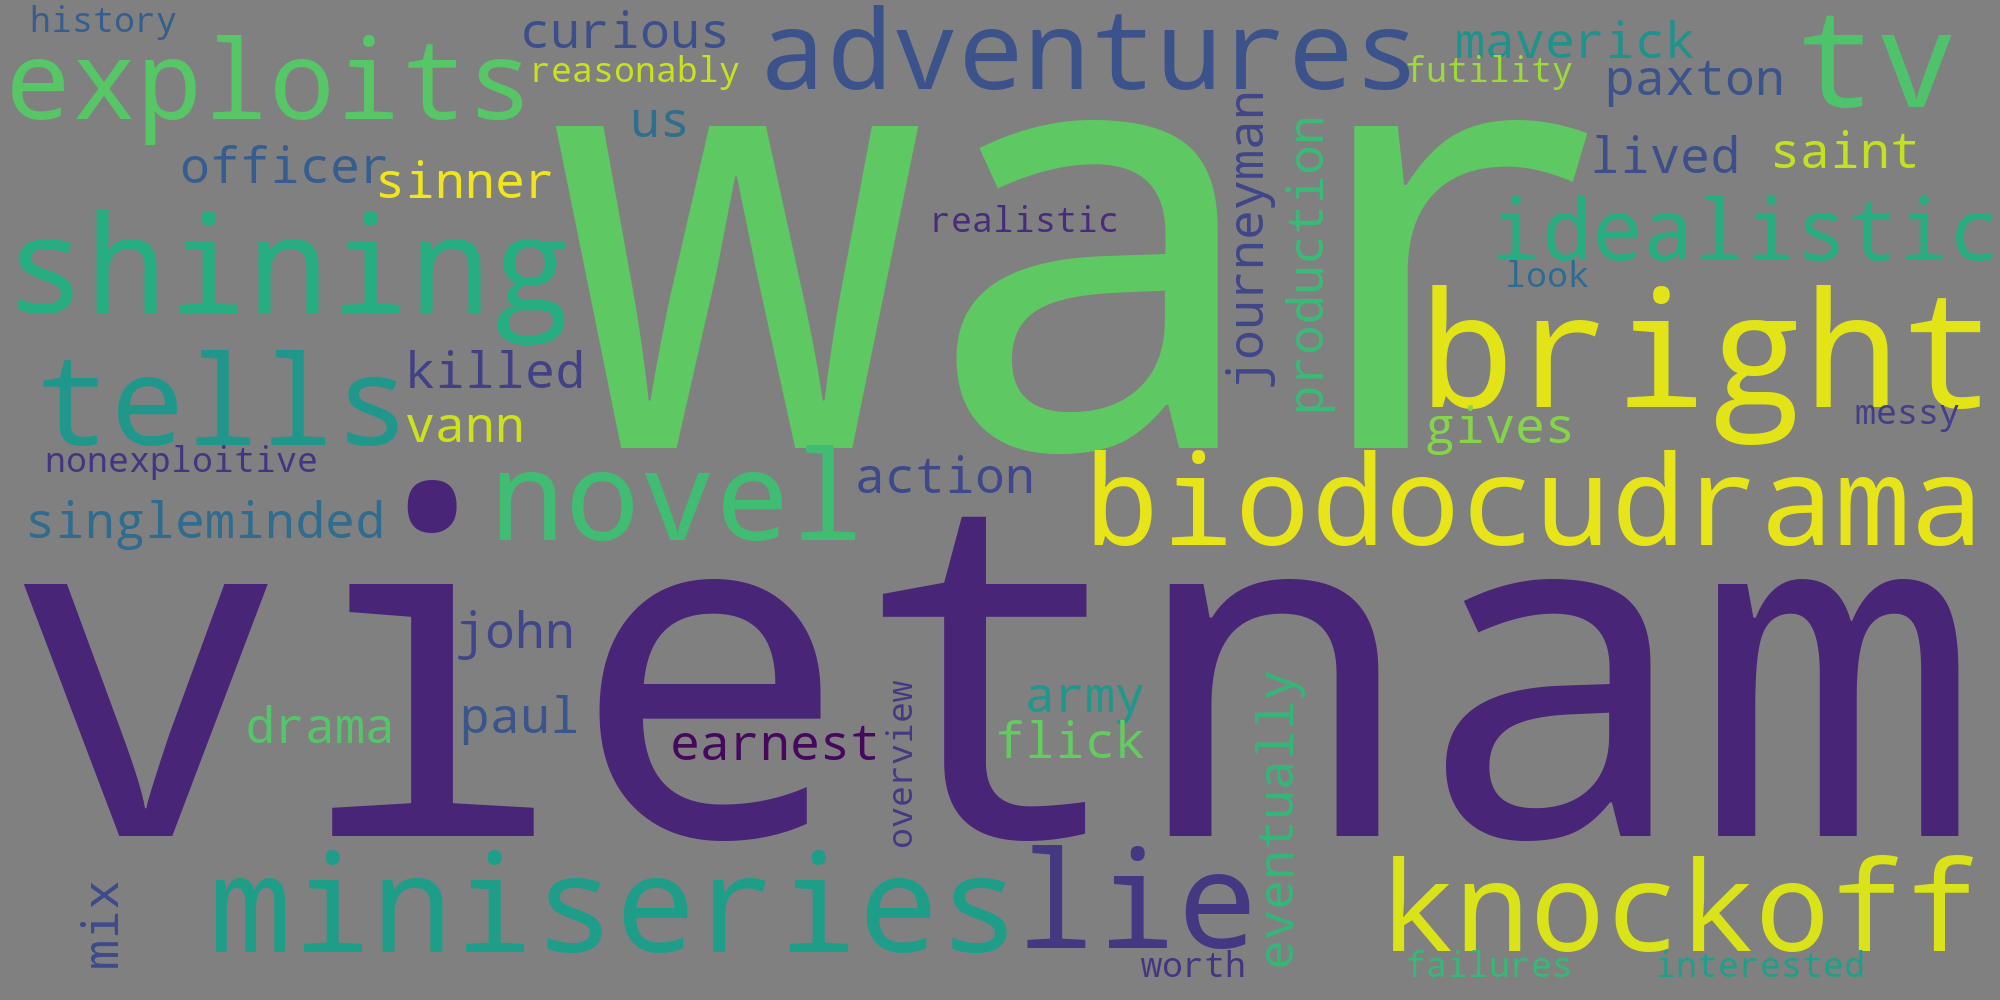 history
exploits
curious
reasonably
adventures
maverick
futility
paxton
tv
us
officer
sinner
war
realistic
journeyman
production
lived
saint
shining
idealistic
look
bright
tells
killed
vann
gives
messy
nonexploitive
novel
action
biodocudrama
singleminded
vietnam
john
drama
paul
earnest
overview
army
flick
eventually
mix
miniseries
lie
worth
knockoff
failures
interested